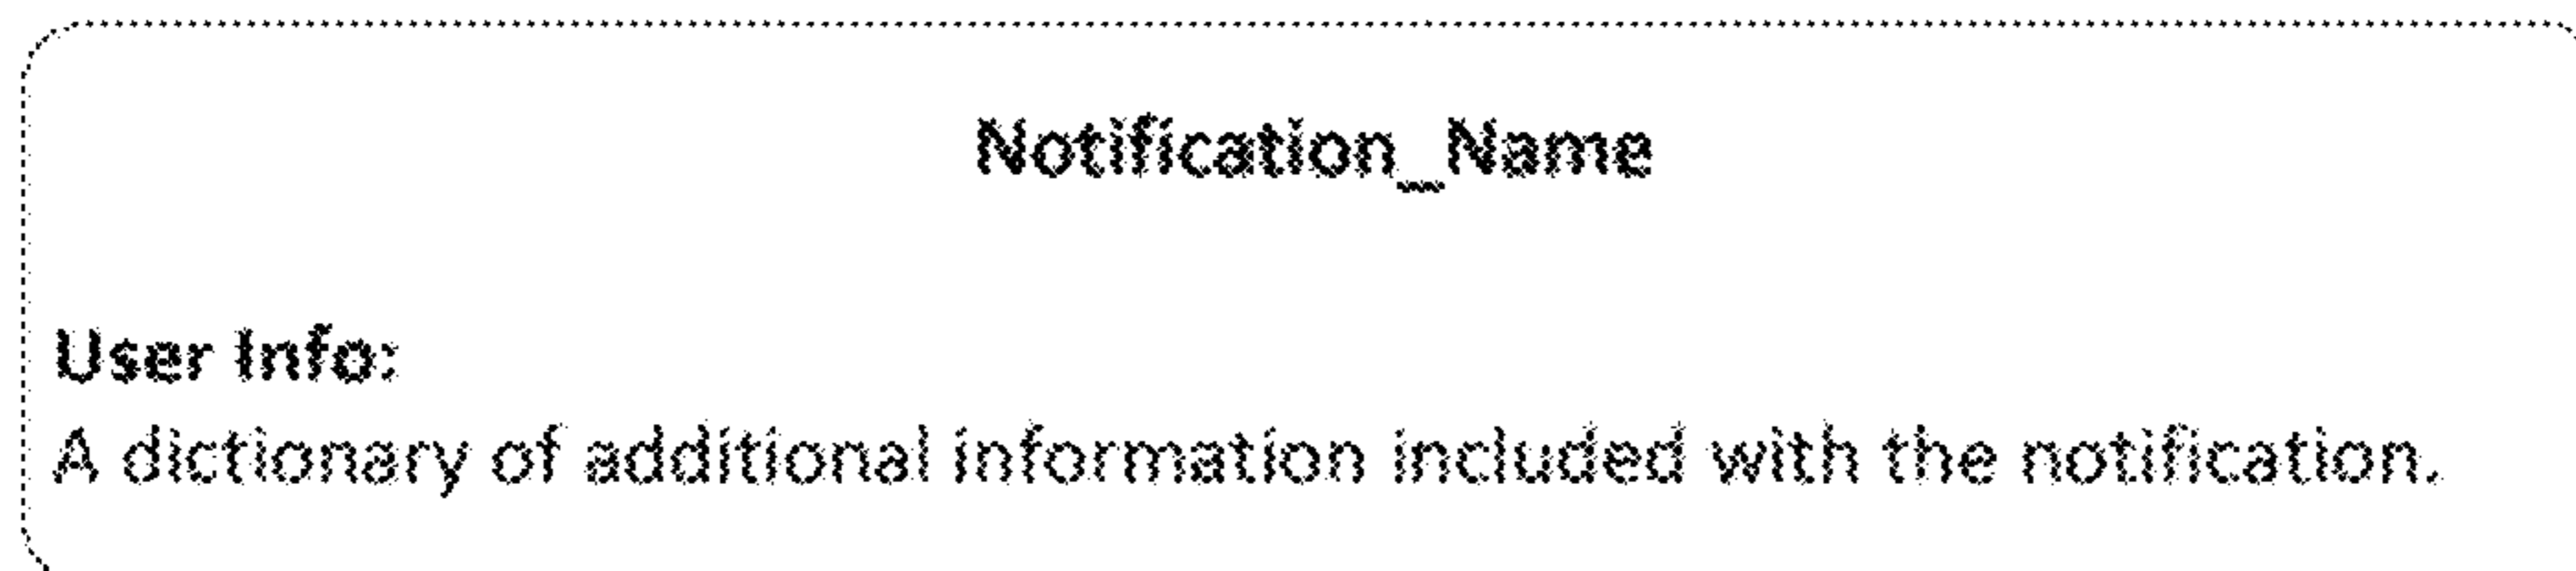 Notification_Name
User Info:
A dictionary of additional information included with the notification.